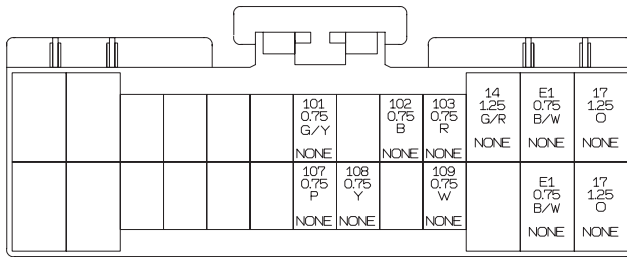 101 102 103 14 E1 17
0.75 0.75 0.75 1.25 0.75 1.25
G/Y B R G/R B/W O
NONE NONE NONE NONE NONE NONE
107 108 109 E1 17
0.75 0.75 0.75 0.75 1.25
P Y W B/W O
NONE NONE NONE NONE NONE